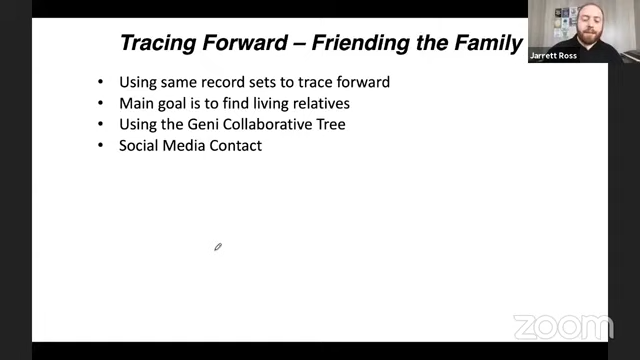 Tracing Forward – Friending the Family
Jarrett Ross
• Using same record sets to trace forward
• Main goal is to find living relatives
• Using the Geni Collaborative Tree
• Social Media Contact
zoom